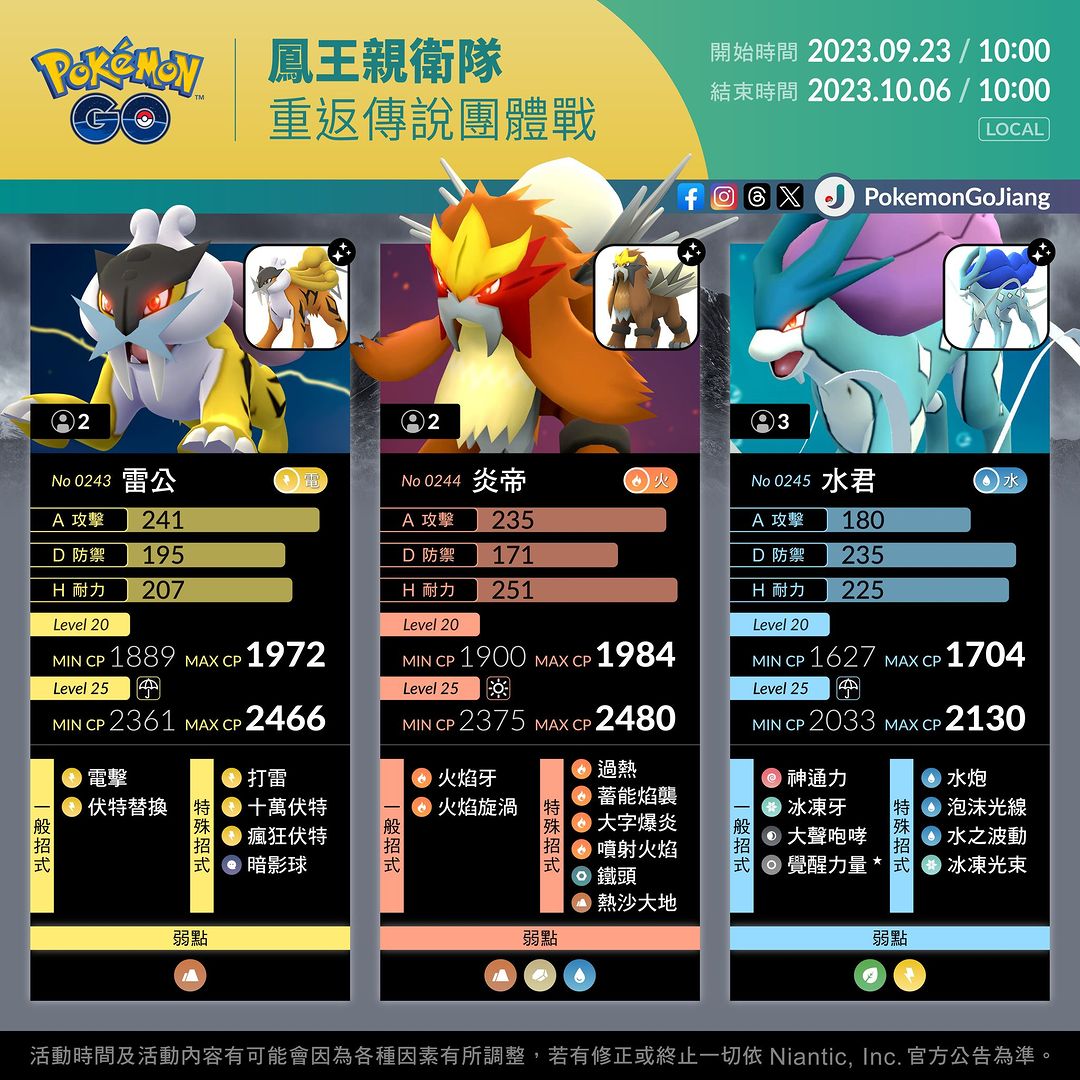 POKÉMON GO
TM
鳳王親衛隊
重返傳說團體戰
開始時間 2023.09.23 / 10:00
結束時間 2023.10.06 / 10:00
LOCAL
PokemonGoJiang
2
No 0243 雷公 電
A 攻擊 241
D 防禦 195
H 耐力 207
Level 20
MIN CP 1889 MAX CP 1972
Level 25
MIN CP 2361 MAX CP 2466
一般招式
電擊
伏特替換
特殊招式
打雷
十萬伏特
瘋狂伏特
暗影球
弱點
2
No 0244 炎帝 火
A 攻擊 235
D 防禦 171
H 耐力 251
Level 20
MIN CP 1900 MAX CP 1984
Level 25
MIN CP 2375 MAX CP 2480
一般招式
火焰牙
火焰旋渦
特殊招式
過熱
蓄能焰襲
大字爆炎
噴射火焰
鐵頭
熱沙大地
弱點
3
No 0245 水君 水
A 攻擊 180
D 防禦 235
H 耐力 225
Level 20
MIN CP 1627 MAX CP 1704
Level 25
MIN CP 2033 MAX CP 2130
一般招式
神通力
冰凍牙
大聲咆哮
覺醒力量★
特殊招式
水炮
泡沫光線
水之波動
冰凍光束
弱點
活動時間及活動內容有可能會因為各種因素有所調整，若有修正或終止一切依 Niantic, Inc. 官方公告為準。